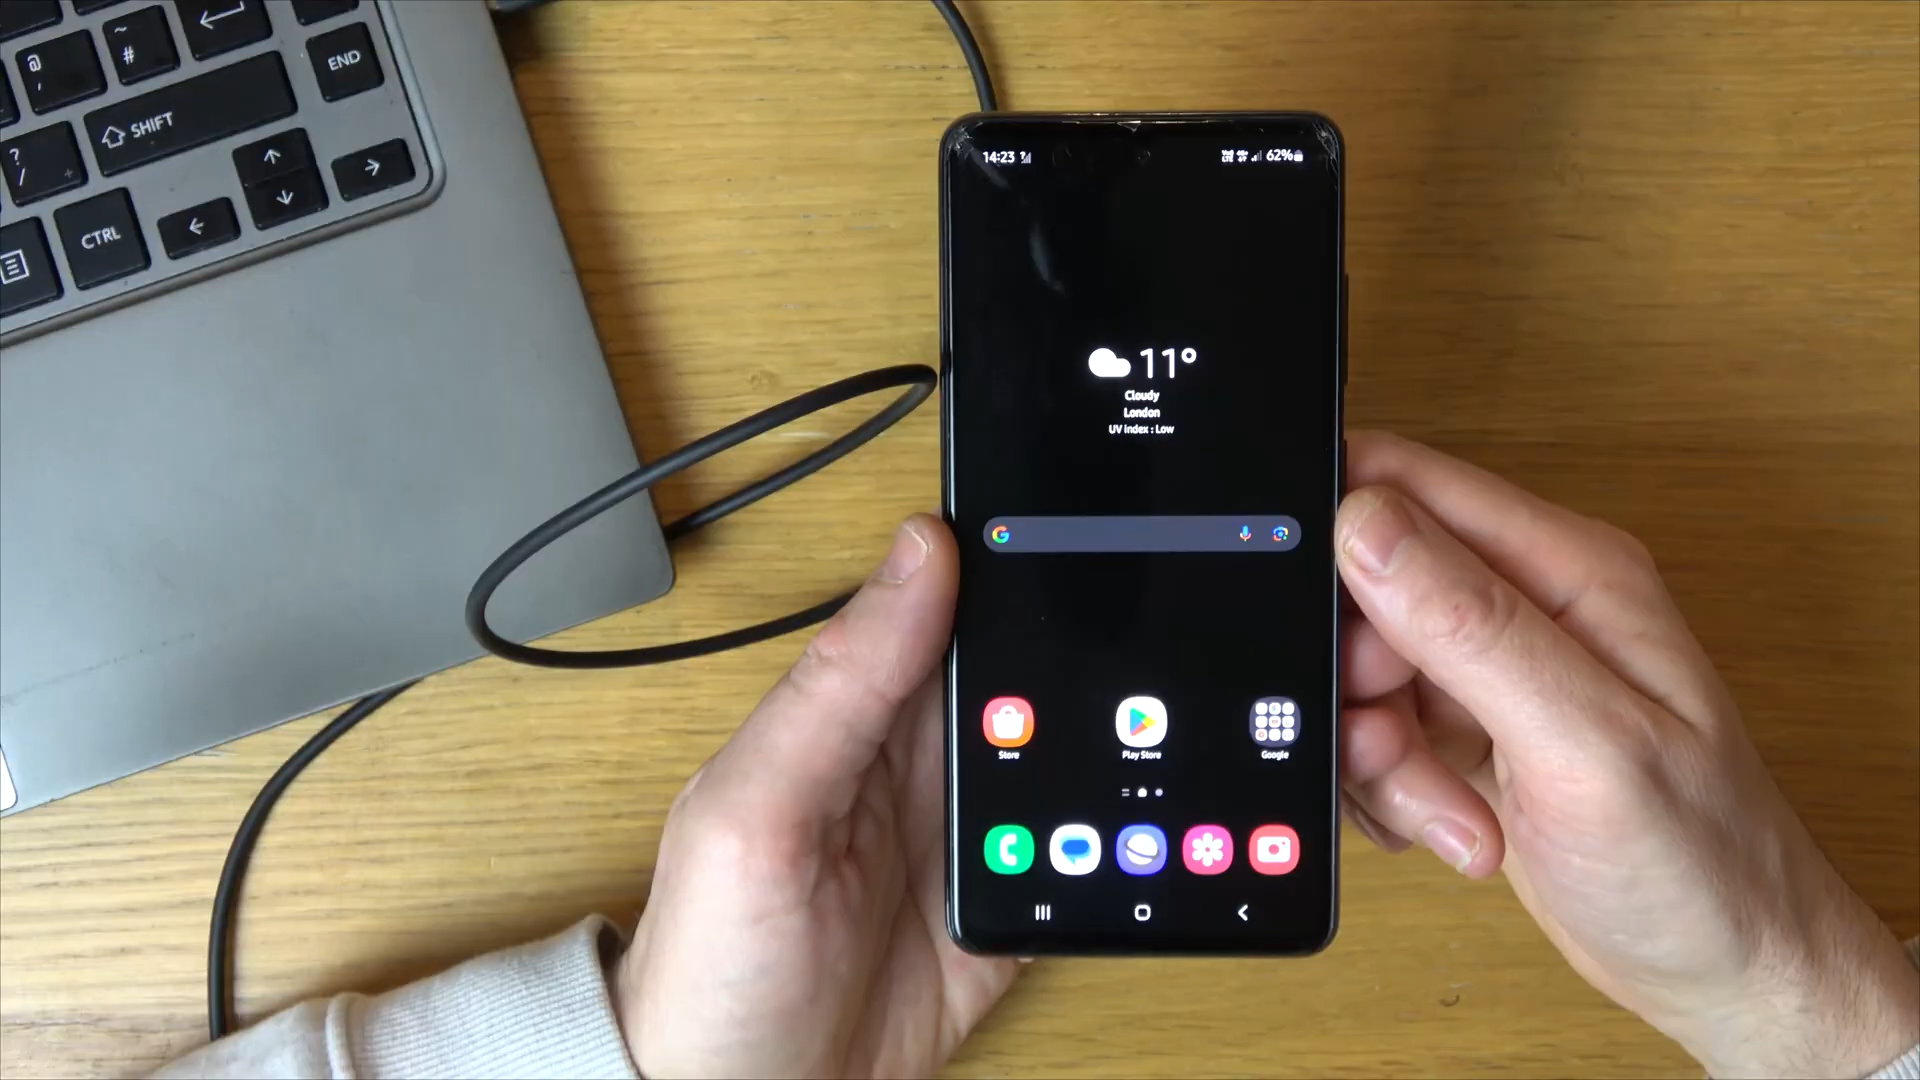 END
@
'
~
#
SHIFT
?
/
CTRL
14:23
62%
11°
Cloudy
London
UV index : Low
G
Store
Play Store
Google